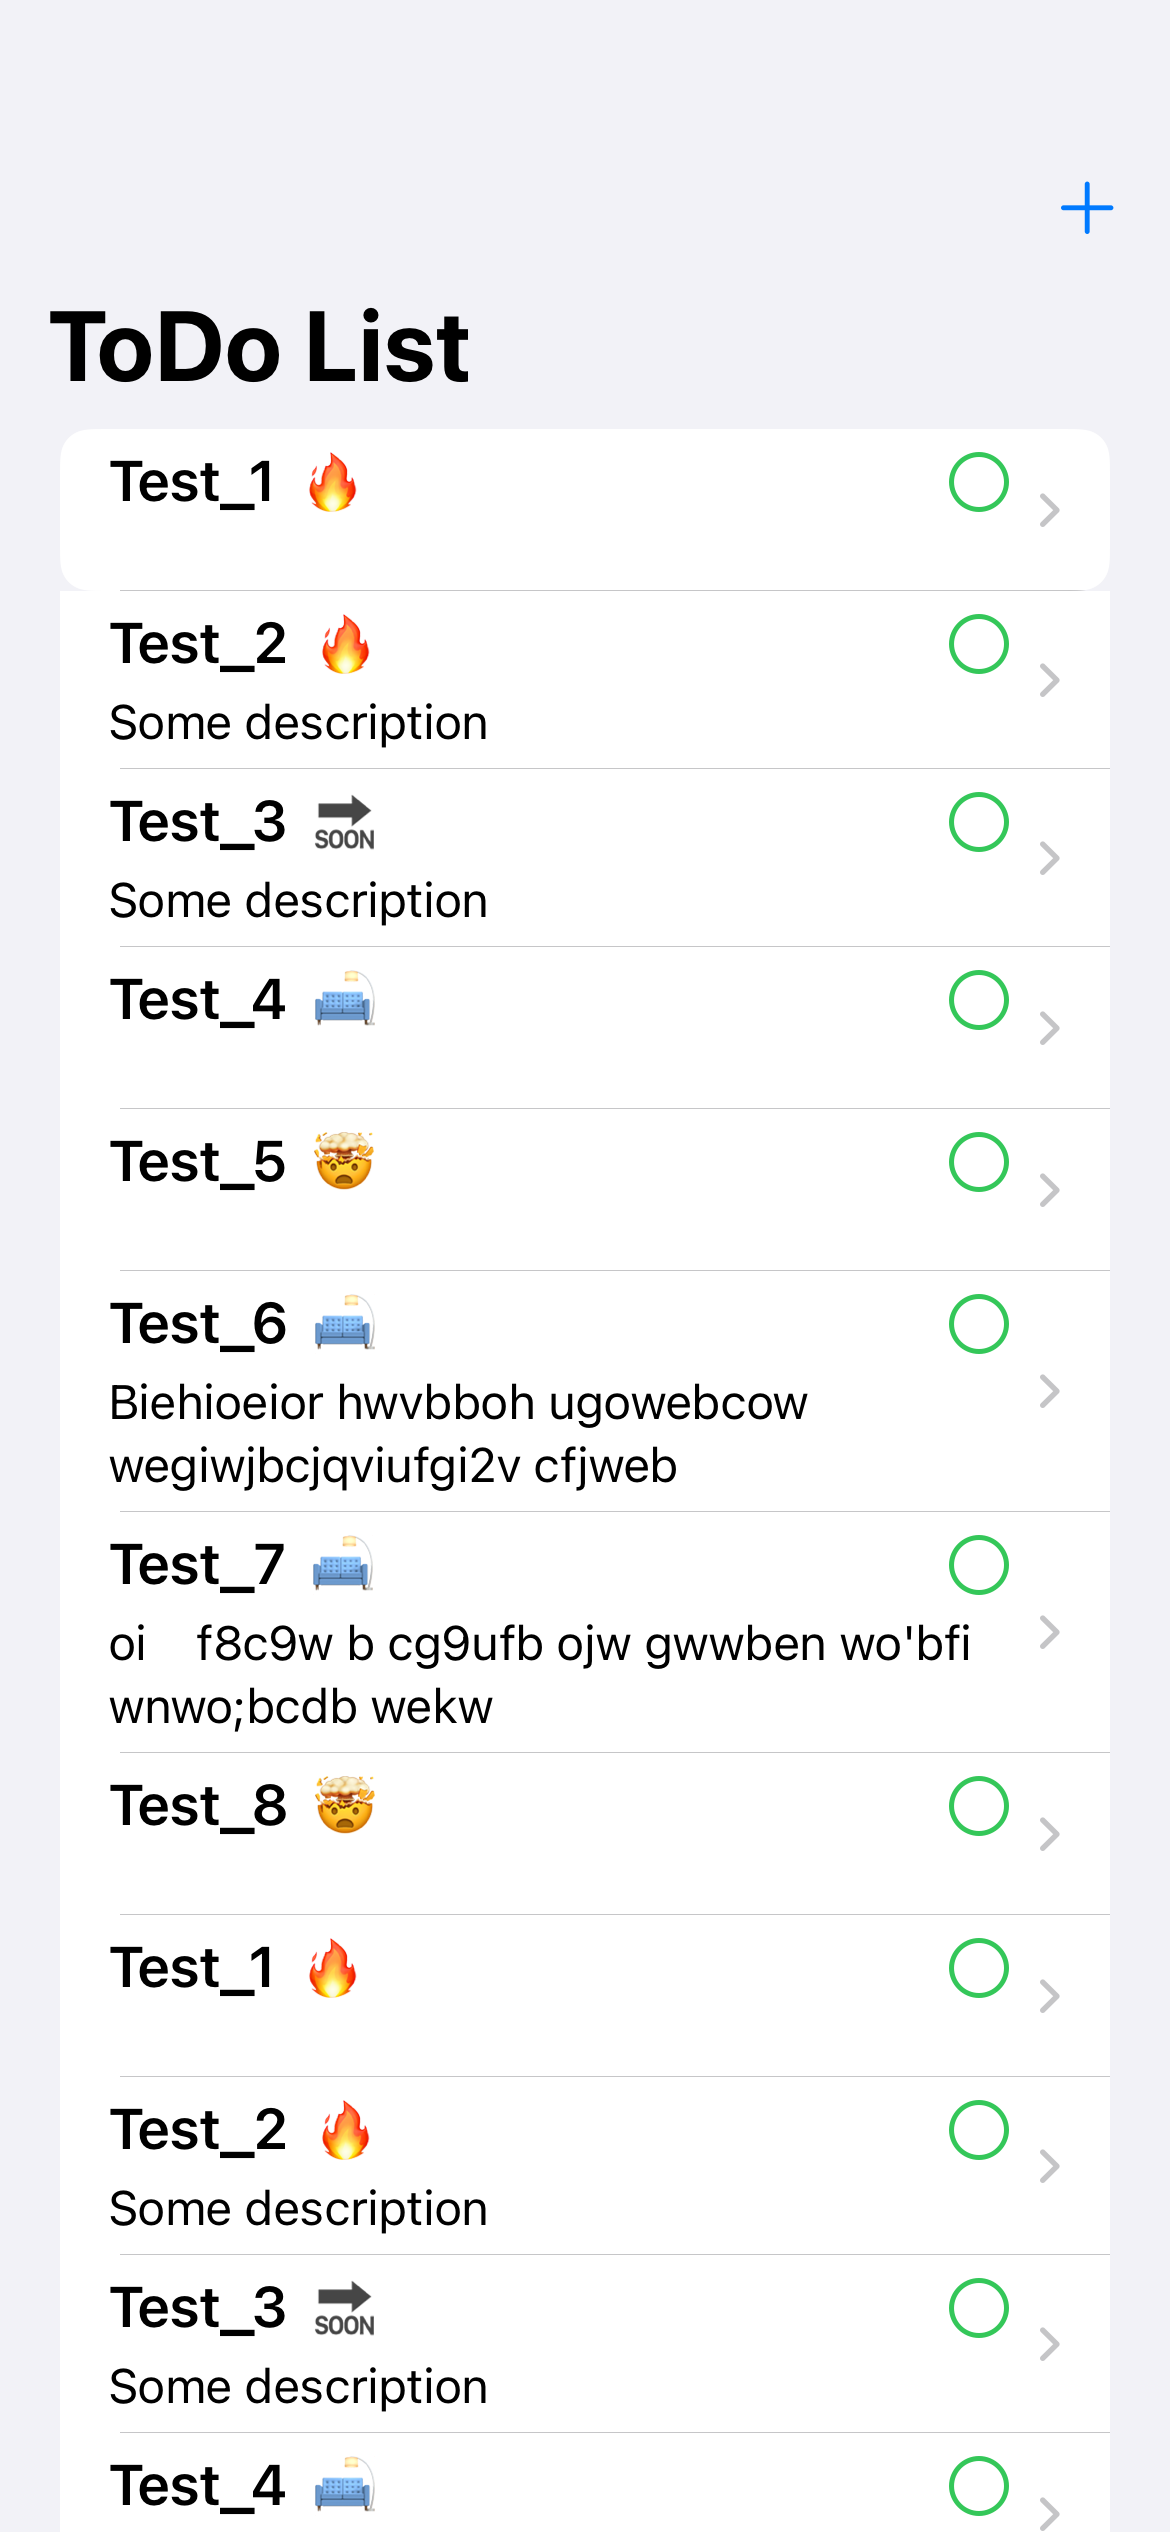 ToDo List
Test_1 🔥
Test_2 🔥
Some description
Test_3 🔜
Some description
Test_4 🛋️
Test_5 🤯
Test_6 🛋️
Biehioeior hwvbboh ugowebcow
wegiwjbcjqviufgi2v cfjweb
Test_7 🛋️
oi    f8c9w b cg9ufb ojw gwwben wo'bfi
wnwo;bcdb wekw
Test_8 🤯
Test_1 🔥
Test_2 🔥
Some description
Test_3 🔜
Some description
Test_4 🛋️